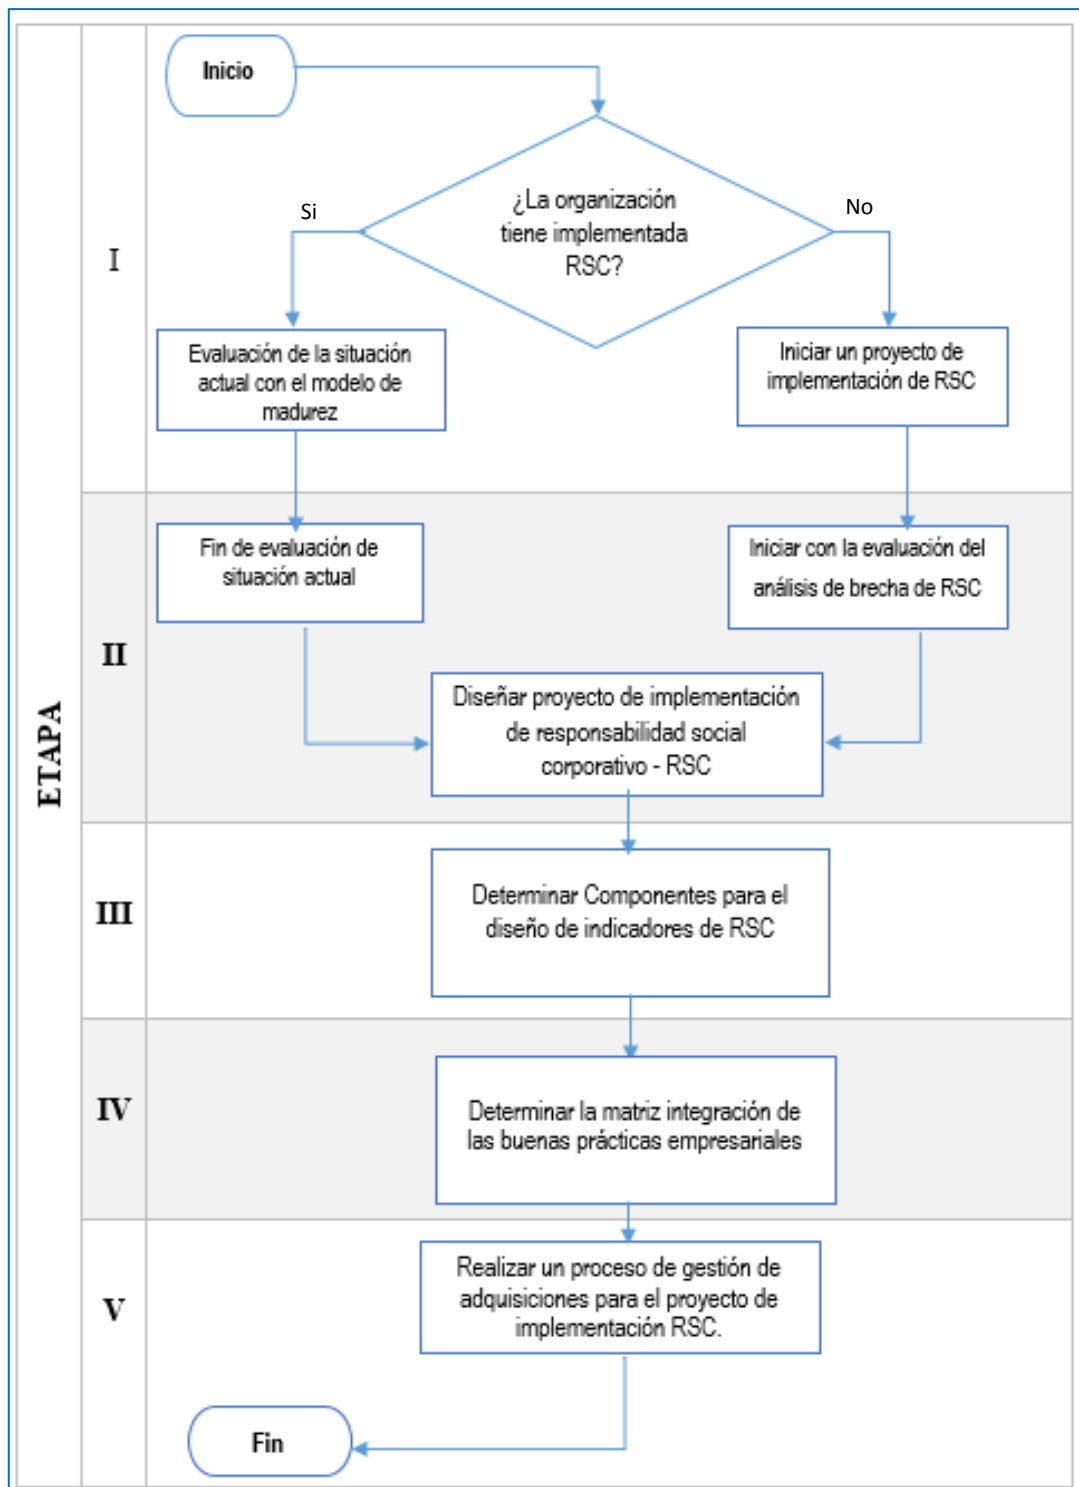 ETAPA
I
Inicio
¿La organización
tiene implementada
RSC?
Si
No
Evaluación de la situación
actual con el modelo de
madurez
Iniciar un proyecto de
implementación de RSC
II
Fin de evaluación de
situación actual
Iniciar con la evaluación del
análisis de brecha de RSC
Diseñar proyecto de implementación
de responsabilidad social
corporativo - RSC
III
Determinar Componentes para el
diseño de indicadores de RSC
IV
Determinar la matriz integración de
las buenas prácticas empresariales
V
Realizar un proceso de gestión de
adquisiciones para el proyecto de
implementación RSC.
Fin